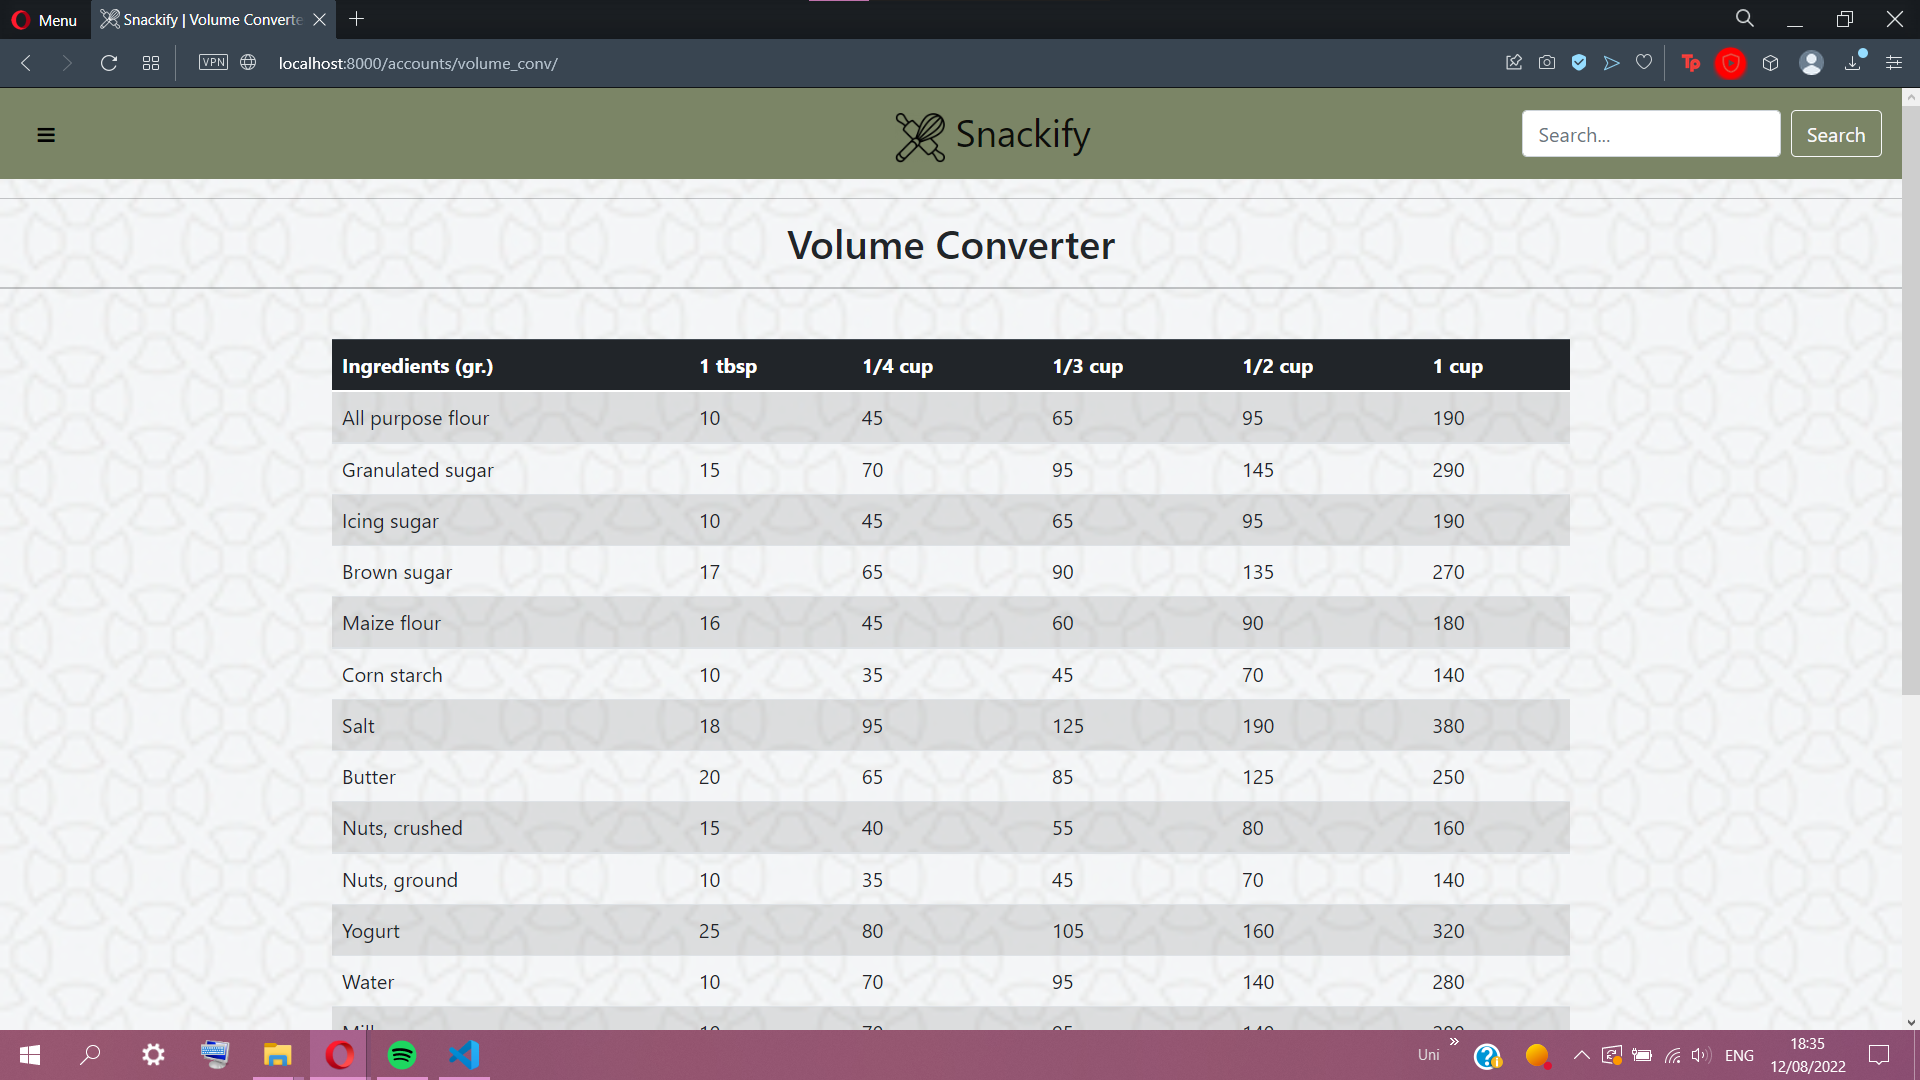 Menu
Snackify | Volume Converte
VPN
localhost:8000/accounts/volume_conv/
Tp
Snackify
Search...
Search
Volume Converter
Ingredients (gr.) 1 tbsp 1/4 cup 1/3 cup 1/2 cup 1 cup
All purpose flour 10 45 65 95 190
Granulated sugar 15 70 95 145 290
Icing sugar 10 45 65 95 190
Brown sugar 17 65 90 135 270
Maize flour 16 45 60 90 180
Corn starch 10 35 45 70 140
Salt 18 95 125 190 380
Butter 20 65 85 125 250
Nuts, crushed 15 40 55 80 160
Nuts, ground 10 35 45 70 140
Yogurt 25 80 105 160 320
Water 10 70 95 140 280
Uni
ENG
18:35
12/08/2022